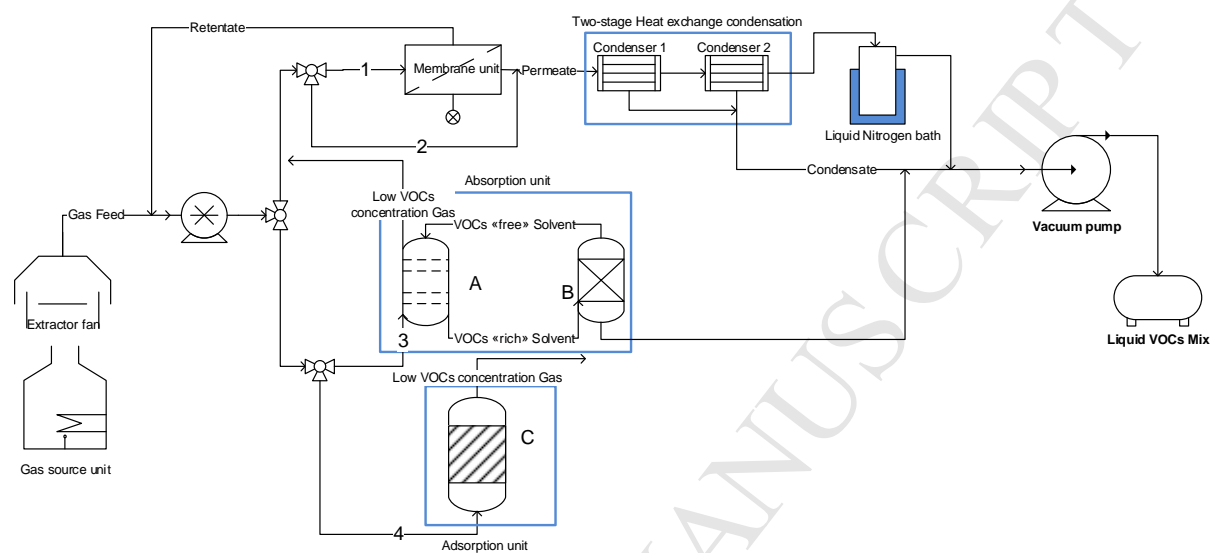 Two-stage Heat exchange condensation
Retentate
Condenser 1
Condenser 2
1
Membrane unit
Permeate
2
Liquid Nitrogen bath
Absorption unit
Condensate
Low VOCs
concentration Gas
Gas Feed
VOCs «free» Solvent
Vacuum pump
A
B
Extractor fan
3
VOCs «rich» Solvent
Liquid VOCs Mix
Low VOCs concentration Gas
C
Gas source unit
4
Adsorption unit
ANUSCRIPT